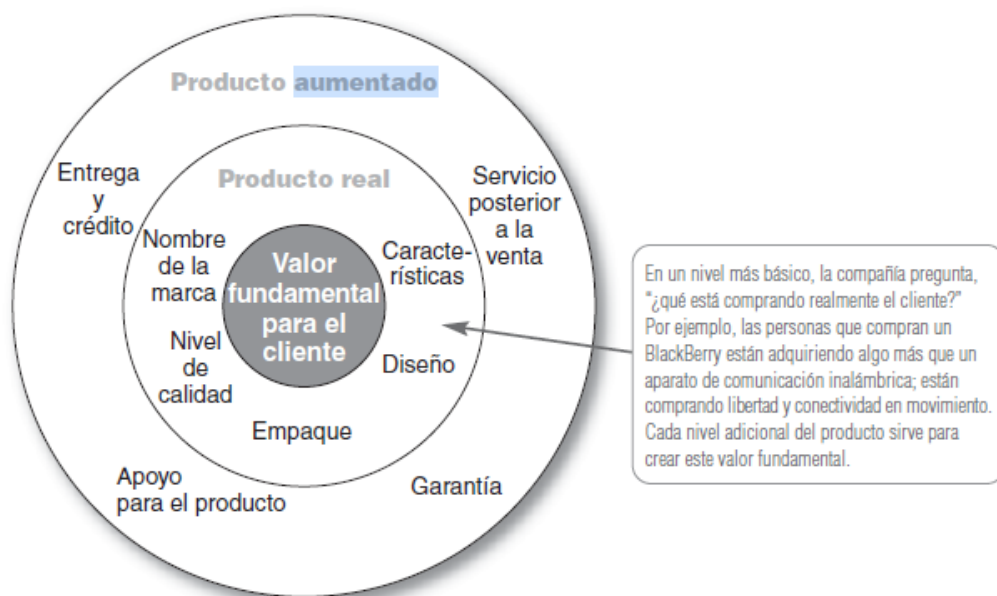 Producto aumentado
Producto real
Entrega
y
crédito
Servicio
posterior
a la
venta
Nombre
de la
marca
Caracte-
rísticas
Valor
fundamental
para el
cliente
Nivel
de
calidad
Diseño
Empaque
Apoyo
para el producto
Garantía
En un nivel más básico, la compañía pregunta,
“¿qué está comprando realmente el cliente?”
Por ejemplo, las personas que compran un
BlackBerry están adquiriendo algo más que un
aparato de comunicación inalámbrica; están
comprando libertad y conectividad en movimiento.
Cada nivel adicional del producto sirve para
crear este valor fundamental.